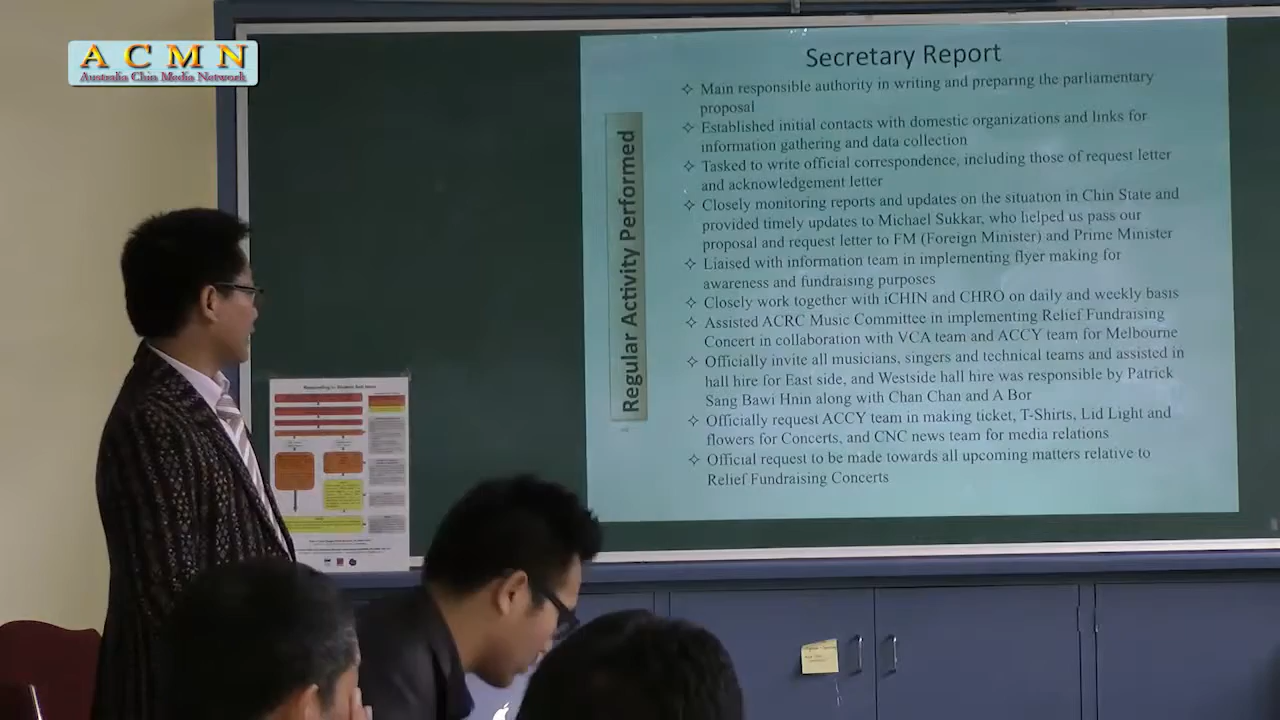 A C M N
Australia Chin Media Network
Secretary Report
Regular Activity Performed
✧ Main responsible authority in writing and preparing the parliamentary
proposal
✧ Established initial contacts with domestic organizations and links for
information gathering and data collection
✧ Tasked to write official correspondence, including those of request letter
and acknowledgement letter
✧ Closely monitoring reports and updates on the situation in Chin State and
provided timely updates to Michael Sukkar, who helped us pass our
proposal and request letter to FM (Foreign Minister) and Prime Minister
✧ Liaised with information team in implementing flyer making for
awareness and fundraising purposes
✧ Closely work together with iCHIN and CHRO on daily and weekly basis
✧ Assisted ACRC Music Committee in implementing Relief Fundraising
Concert in collaboration with VCA team and ACCY team for Melbourne
✧ Officially invite all musicians, singers and technical teams and assisted in
hall hire for East side, and Westside hall hire was responsible by Patrick
Sang Bawi Hnin along with Chan Chan and A Bor
✧ Officially request ACCY team in making ticket, T-Shirts, Lid Light and
flowers for Concerts, and CNC news team for media relations
✧ Official request to be made towards all upcoming matters relative to
Relief Fundraising Concerts